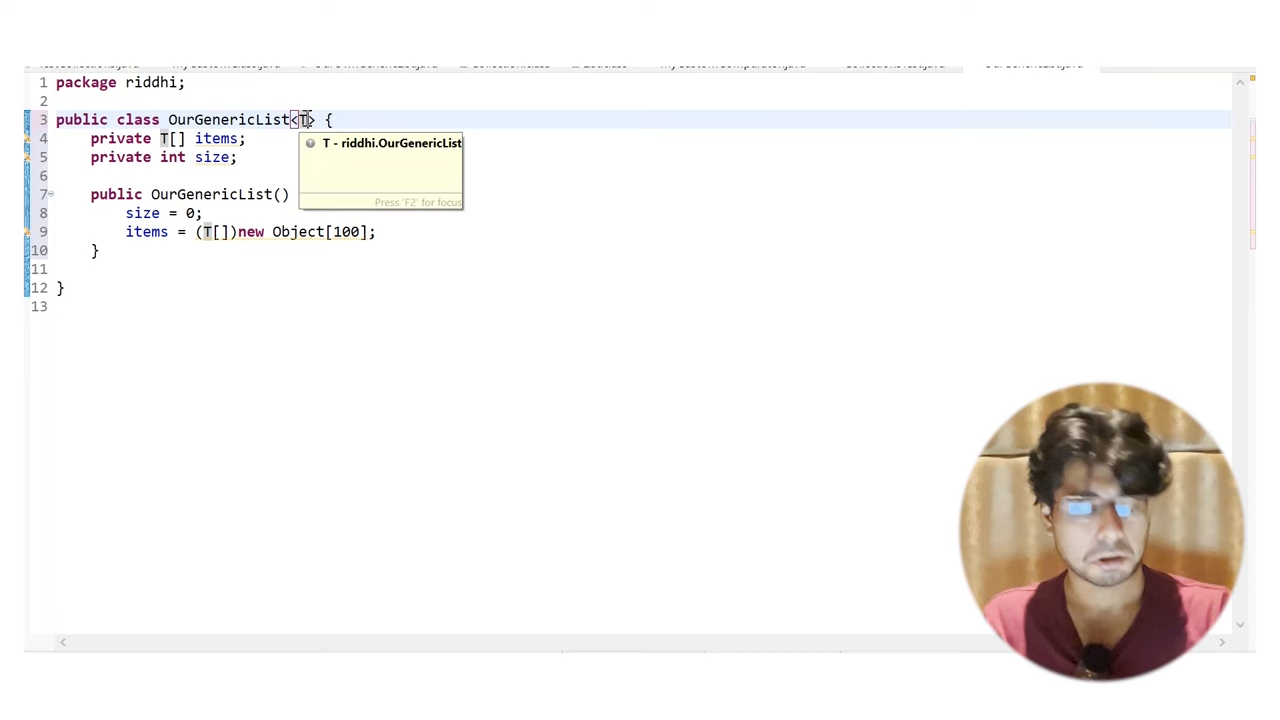 1 package riddhi;
2
3 public class OurGenericList<T> {
4 private T[] items;
T - riddhi.OurGenericList
5 private int size;
6
7 public OurGenericList()
Press 'F2' for focus
8 size = 0;
9 items = (T[])new Object[100];
10 }
11
12 }
13